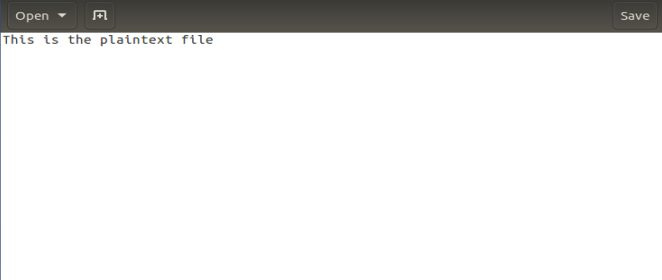 Open
Save
This is the plaintext file